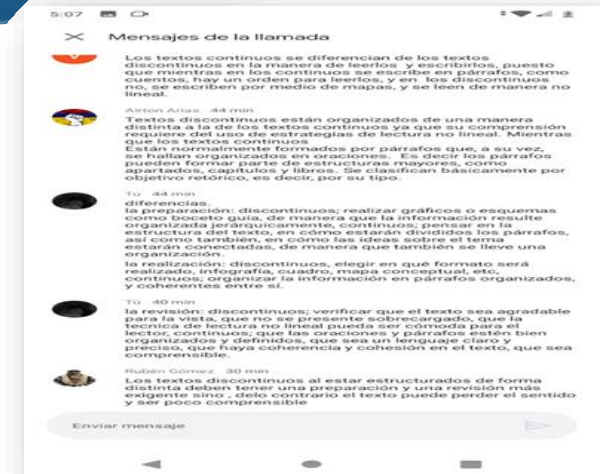 5:07
Mensajes de la llamada
Los textos continuos se diferencian de los textos
discontinuos en la manera de leerlos y escribirlos, puesto
que mientras en los continuos se escribe en párrafos, como
cuentos, hay un orden para leerlos, y en los discontinuos
no, se escriben por medio de mapas, y se leen de manera no
lineal.
Airton Arias 44 min
Textos discontinuos están organizados de una manera
distinta a la de los textos continuos ya que su comprensión
requiere del uso de estrategias de lectura no lineal. Mientras
que los textos continuos
Están normalmente formados por párrafos que, a su vez,
se hallan organizados en oraciones. Es decir los párrafos
pueden formar parte de estructuras mayores, como
apartados, capítulos y libros. Se clasifican básicamente por
objetivo retórico, es decir, por su tipo.
Tú 44 min
diferencias.
la preparación: discontinuos; realizar gráficos o esquemas
como boceto guía, de manera que la información resulte
organizada jerárquicamente, continuos; pensar en la
estructura del texto, en cómo estarán divididos los párrafos,
así como también, en cómo las ideas sobre el tema
estarán conectadas, de manera que también se lleve una
organización.
la realización: discontinuos, elegir en qué formato será
realizado, infografía, cuadro, mapa conceptual, etc,
continuos; organizar la información en párrafos organizados,
y coherentes entre sí.
Tú 40 min
la revisión: discontinuos; verificar que el texto sea agradable
para la vista, que no se presente sobrecargado, que la
tecnica de lectura no lineal pueda ser cómoda para el
lector, continuos; que las oraciones y párrafos estén bien
organizados y definidos, que sea un lenguaje claro y
preciso, que haya coherencia y cohesión en el texto, que sea
comprensible.
Rubén Gómez 30 min
Los textos discontinuos al estar estructurados de forma
distinta deben tener una preparación y una revisión más
exigente sino , delo contrario el texto puede perder el sentido
y ser poco comprensible
Enviar mensaje